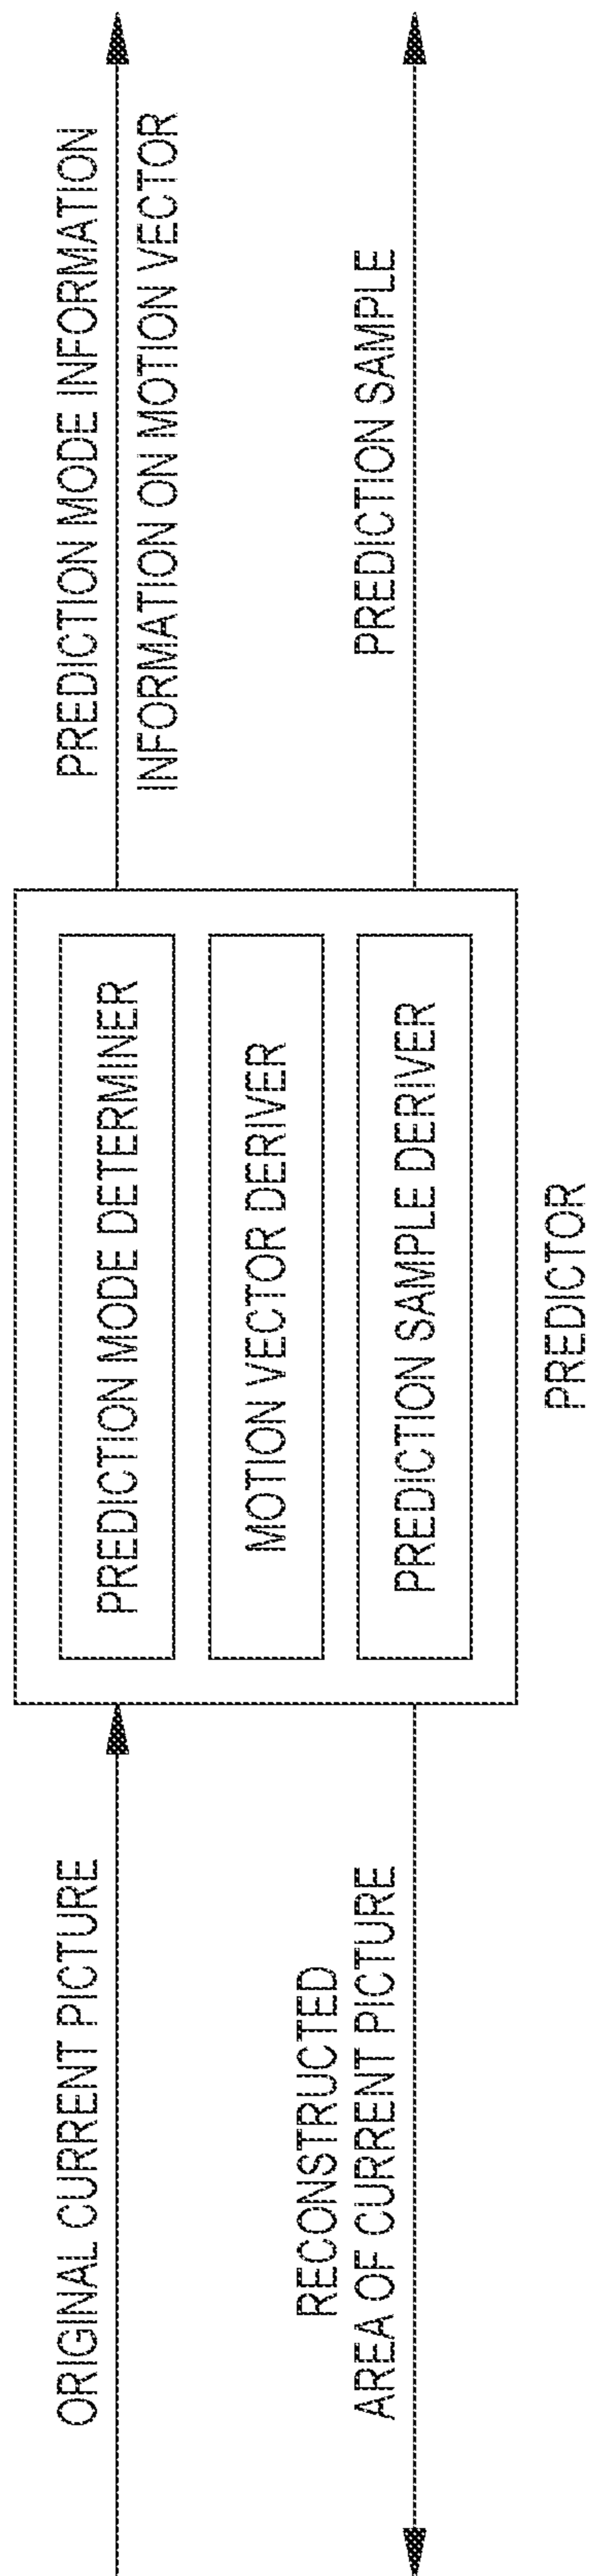 ORIGINAL CURRENT PICTURE
RECONSTRUCTED
AREA OF CURRENT PICTURE
PREDICTION MODE DETERMINER
MOTION VECTOR DERIVER
PREDICTION SAMPLE DERIVER
PREDICTOR
PREDICTION MODE INFORMATION
INFORMATION ON MOTION VECTOR
PREDICTION SAMPLE